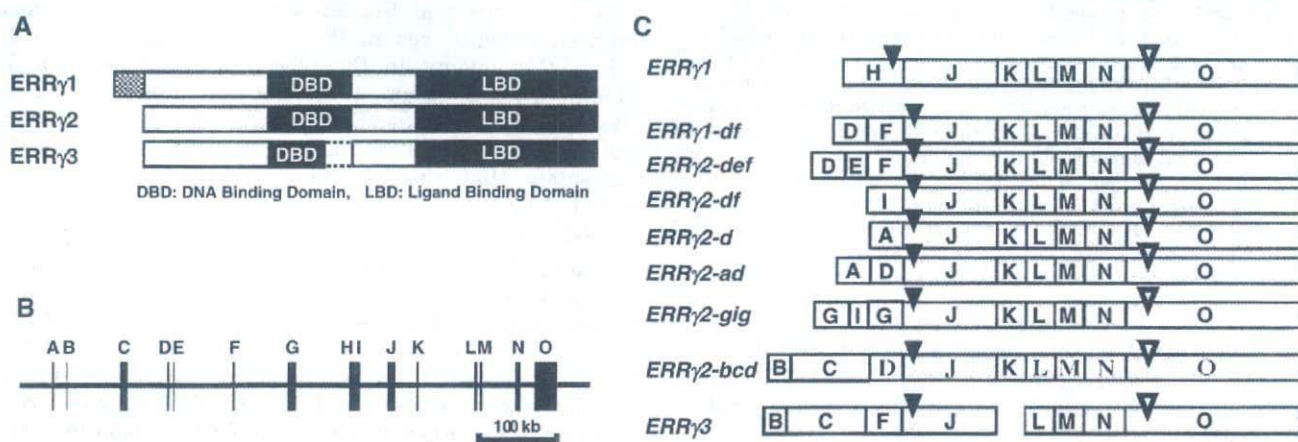 A
ERRγ1
DBD
LBD
ERRγ2
DBD
LBD
ERRγ3
DBD
LBD
DBD: DNA Binding Domain, LBD: Ligand Binding Domain
B
A B C D E F G H I J K L M N O
100 kb
C
ERRγ1 H J K L M N O
ERRγ1-df D F J K L M N O
ERRγ2-def D E F J K L M N O
ERRγ2-df I J K L M N O
ERRγ2-d A J K L M N O
ERRγ2-ad A D J K L M N O
ERRγ2-gig G I G J K L M N O
ERRγ2-bcd B C D J K L M N O
ERRγ3 B C F J L M N O